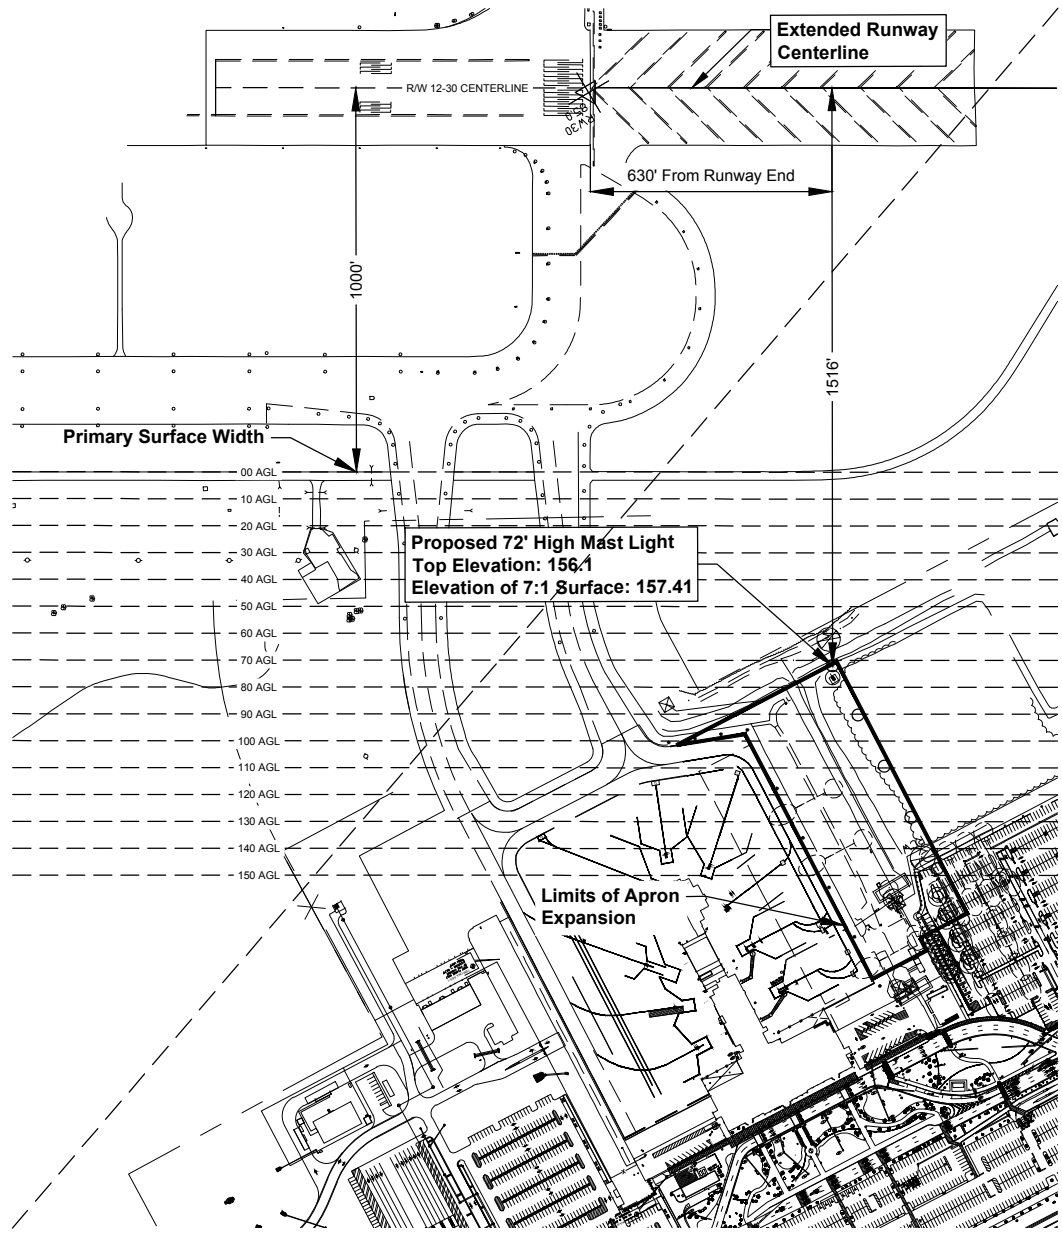 Extended Runway
Centerline
R/W 12-30 CENTERLINE
630' From Runway End
1000'
1516'
Primary Surface Width
00 AGL
10 AGL
20 AGL
30 AGL
40 AGL
50 AGL
60 AGL
70 AGL
80 AGL
90 AGL
100 AGL
110 AGL
120 AGL
130 AGL
140 AGL
150 AGL
Proposed 72' High Mast Light
Top Elevation: 156.1
Elevation of 7:1 Surface: 157.41
Limits of Apron
Expansion